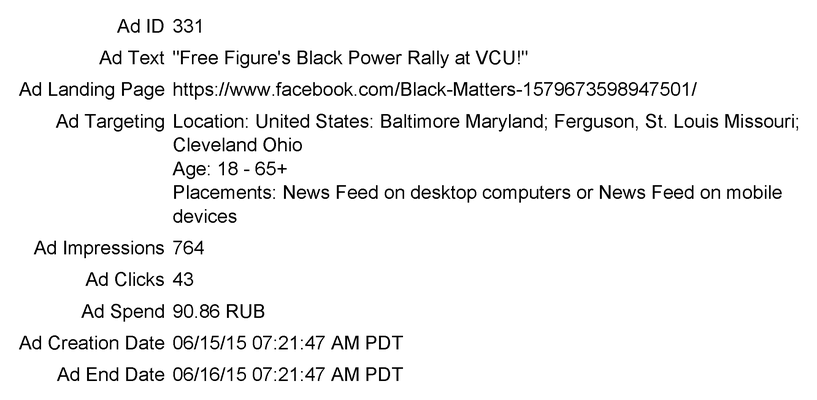 Ad ID 331
Ad Text "Free Figure's Black Power Rally at VCU!"
Ad Landing Page https://www.facebook.com/Black-Matters-1579673598947501/
Ad Targeting Location: United States: Baltimore Maryland; Ferguson, St. Louis Missouri;
Cleveland Ohio
Age: 18 - 65+
Placements: News Feed on desktop computers or News Feed on mobile
devices
Ad Impressions 764
Ad Clicks 43
Ad Spend 90.86 RUB
Ad Creation Date 06/15/15 07:21:47 AM PDT
Ad End Date 06/16/15 07:21:47 AM PDT